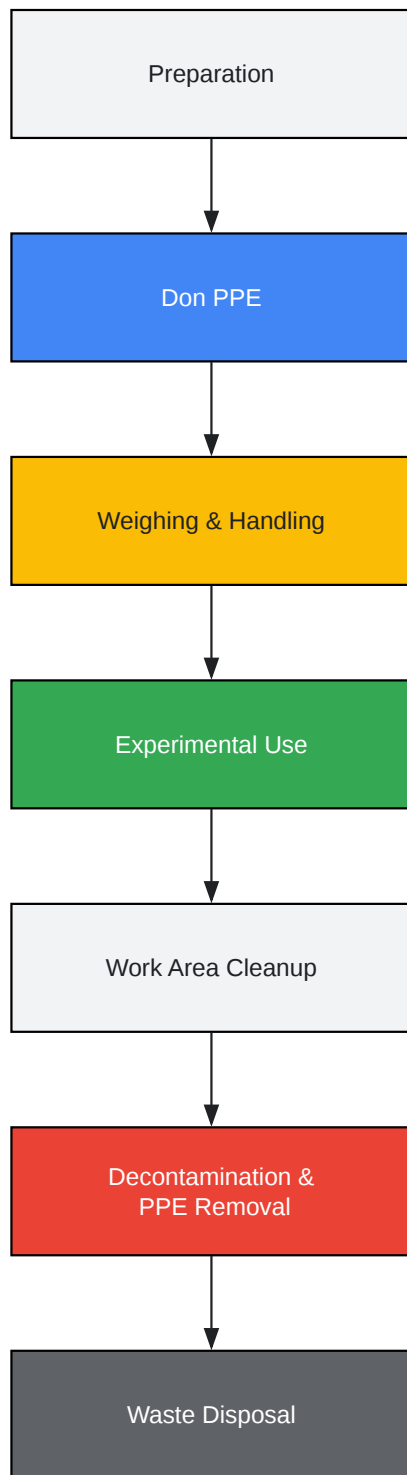 Preparation
Don PPE
Weighing & Handling
Experimental Use
Work Area Cleanup
Decontamination &
PPE Removal
Waste Disposal